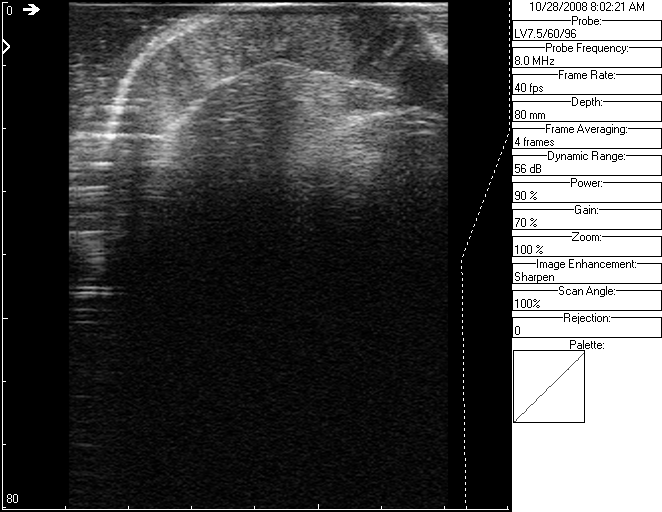 0
80
10/28/2008 8:02:21 AM
Probe:
LV7.5/60/96
Probe Frequency:
8.0 MHz
Frame Rate:
40 fps
Depth:
80 mm
Frame Averaging:
4 frames
Dynamic Range:
56 dB
Power:
90 %
Gain:
70 %
Zoom:
100 %
Image Enhancement:
Sharpen
Scan Angle:
100%
Rejection:
0
Palette: